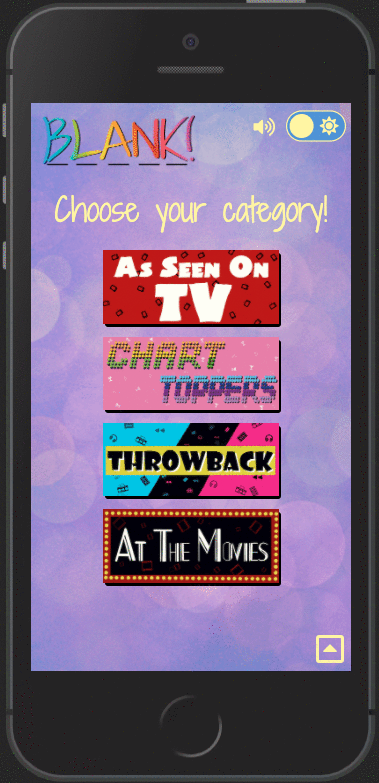 BLANK!
Choose your category!
As Seen On
TV
CHART
TOPPERS
THROWBACK
At The Movies